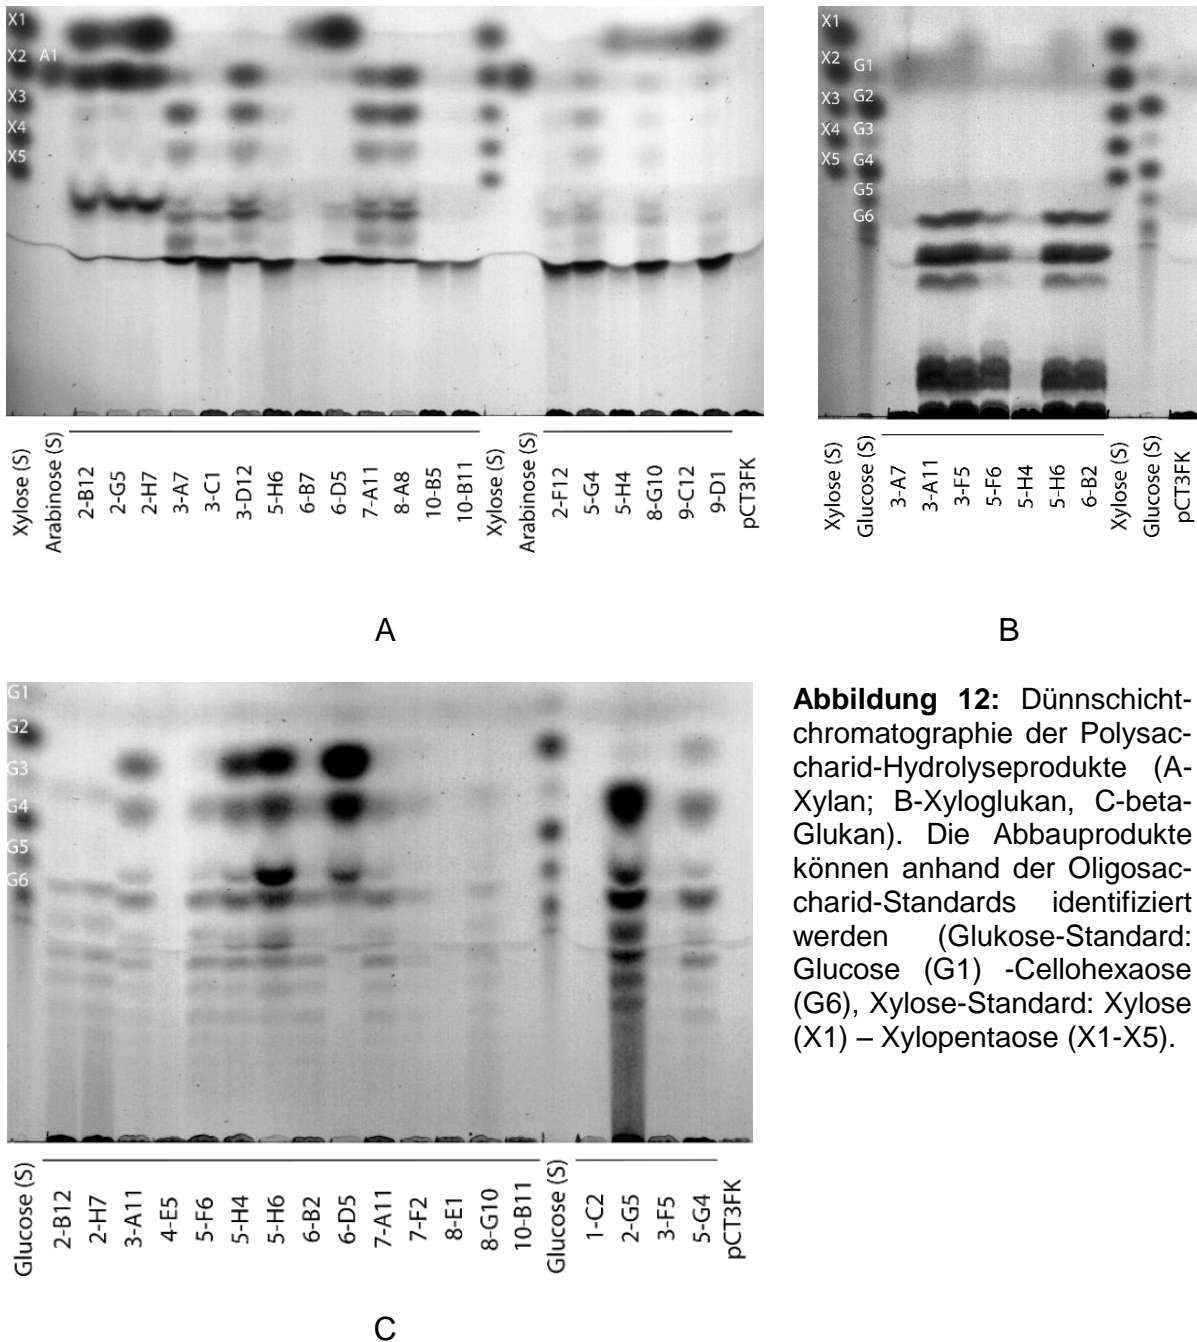 X1
X2 A1
X3
X4
X5
Xylose (S)
Arabinose (S)
2-B12
2-G5
2-H7
3-A7
3-C1
3-D12
5-H6
6-B7
6-D5
7-A11
8-A8
10-B5
10-B11
Xylose (S)
Arabinose (S)
2-F12
5-G4
5-H4
8-G10
9-C12
9-D1
pCT3FK
A
X1
X2 G1
X3 G2
X4 G3
X5 G4
G5
G6
Xylose (S)
Glucose (S)
3-A7
3-A11
3-F5
5-F6
5-H4
5-H6
6-B2
Xylose (S)
Glucose (S)
pCT3FK
B
G1
G2
G3
G4
G5
G6
Glucose (S)
2-B12
2-H7
3-A11
4-E5
5-F6
5-H4
5-H6
6-B2
6-D5
7-A11
7-F2
8-E1
8-G10
10-B11
Glucose (S)
1-C2
2-G5
3-F5
5-G4
pCT3FK
C
Abbildung 12: Dünnschicht-
chromatographie der Polysac-
charid-Hydrolyseprodukte (A-
Xylan; B-Xyloglukan, C-beta-
Glukan). Die Abbauprodukte
können anhand der Oligosac-
charid-Standards identifiziert
werden (Glukose-Standard:
Glucose (G1) -Cellohexaose
(G6), Xylose-Standard: Xylose
(X1) – Xylopentaose (X1-X5).